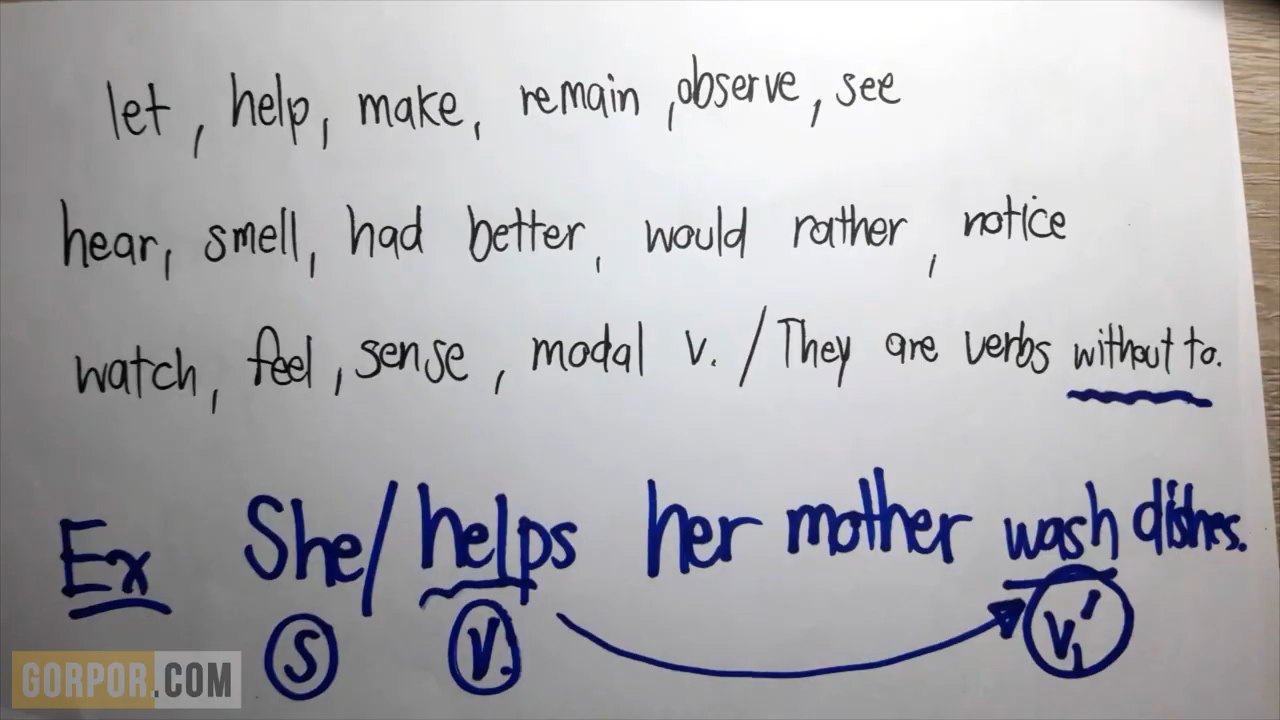 let, help, make, remain, observe, see
hear, smell, had better, would rather, notice
watch, feel, sense, modal v. / They are verbs without to.
Ex She/ helps her mother wash dishes.
S V. V1'
GORPOR.COM